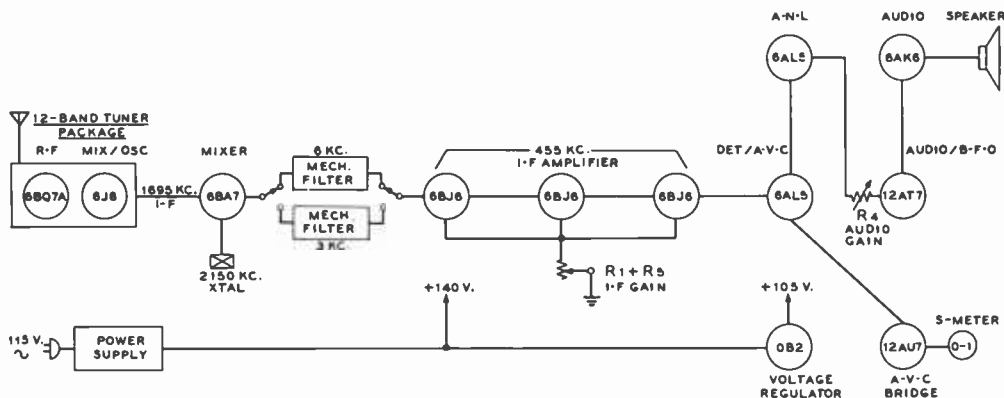 A-N-L
AUDIO
SPEAKER
6AL5
6AK6
12-BAND TUNER
PACKAGE
R-F
MIX/OSC
MIXER
6 KC.
MECH.
FILTER
455 KC.
I-F AMPLIFIER
DET/A-V-C
AUDIO/B-F-O
6BQ7A
6J6
1695 KC.
I-F
6BA7
6BJ6
6BJ6
6BJ6
6AL5
12AT7
MECH.
FILTER
3 KC.
R4
AUDIO
GAIN
2150 KC.
XTAL
R1 + R5
I-F GAIN
+140 V.
+105 V.
115 V.
~
POWER
SUPPLY
OB2
12AU7
S-METER
0-1
VOLTAGE
REGULATOR
A-V-C
BRIDGE